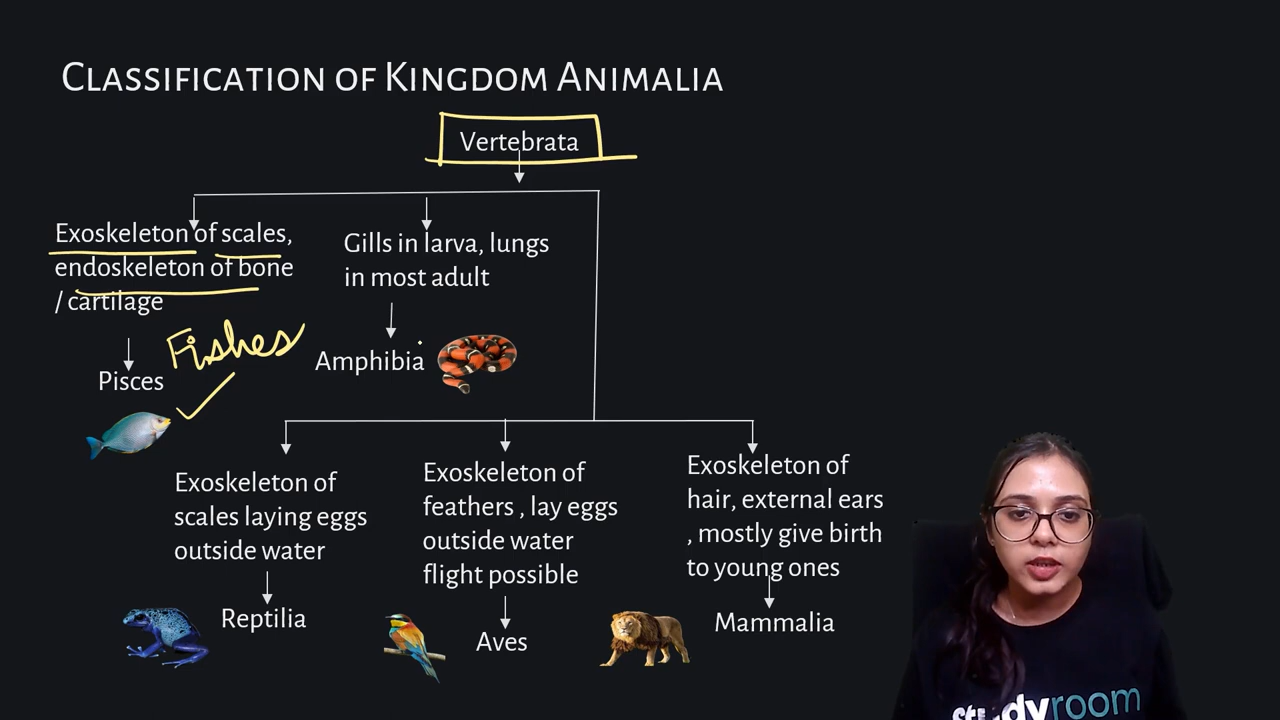 Classification of Kingdom Animalia
Vertebrata
Exoskeleton of scales,
endoskeleton of bone
/ cartilage
Fishes
Pisces
Gills in larva, lungs
in most adult
Amphibia
Exoskeleton of
scales laying eggs
outside water
Reptilia
Exoskeleton of
feathers , lay eggs
outside water
flight possible
Aves
Exoskeleton of
hair, external ears
, mostly give birth
to young ones
Mammalia
studyroom